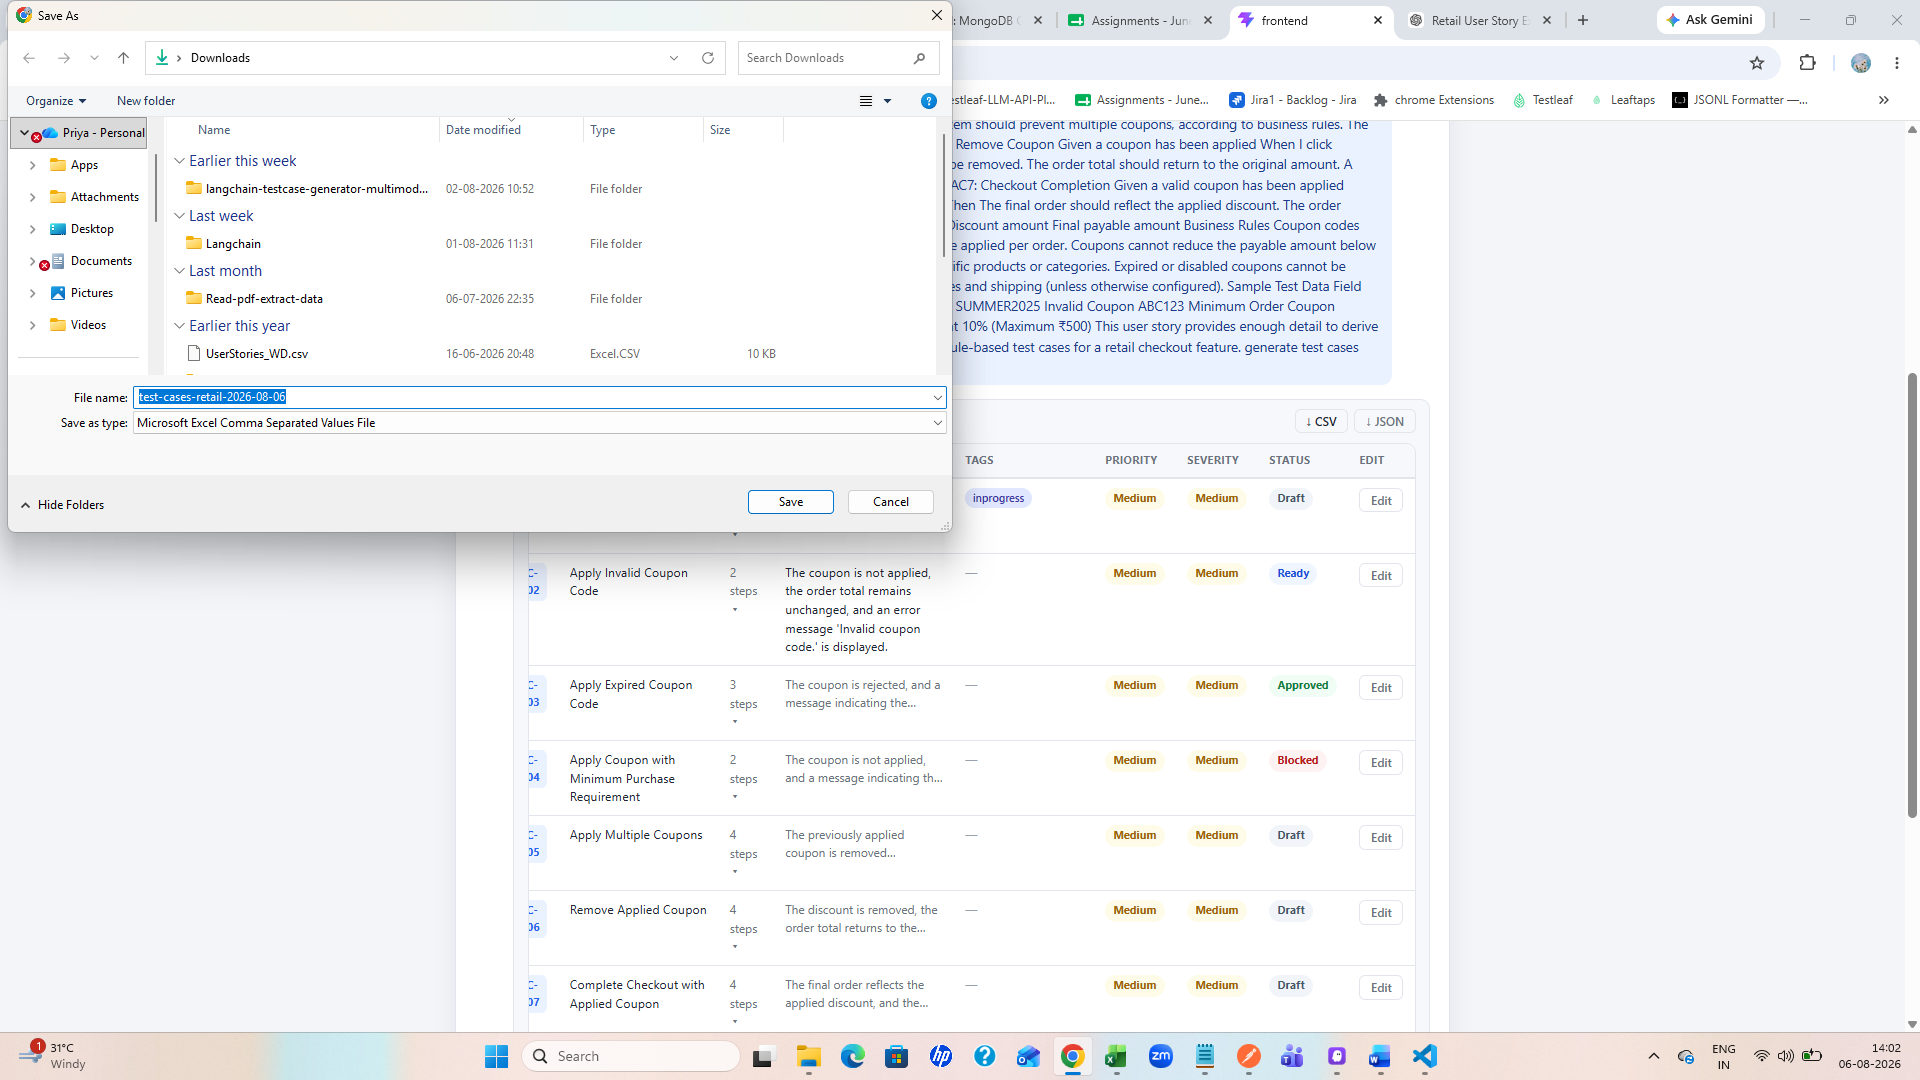 Save As
: MongoDB
Assignments - June
frontend
Retail User Story E
Ask Gemini
Downloads
Search Downloads
Organize
New folder
estleaf-LLM-API-Pl...
Assignments - June...
Jira1 - Backlog - Jira
chrome Extensions
Testleaf
Leaftaps
JSONL Formatter —...
Priya - Personal
Apps
Attachments
Desktop
Documents
Pictures
Videos
Name
Date modified
Type
Size
Earlier this week
langchain-testcase-generator-multimod...
02-08-2026 10:52
File folder
Last week
Langchain
01-08-2026 11:31
File folder
Last month
Read-pdf-extract-data
06-07-2026 22:35
File folder
Earlier this year
UserStories_WD.csv
16-06-2026 20:48
Excel.CSV
10 KB
File name:
test-cases-retail-2026-08-06
Save as type:
Microsoft Excel Comma Separated Values File
Hide Folders
Save
Cancel
em should prevent multiple coupons, according to business rules. The
Remove Coupon Given a coupon has been applied When I click
be removed. The order total should return to the original amount. A
AC7: Checkout Completion Given a valid coupon has been applied
Then The final order should reflect the applied discount. The order
Discount amount Final payable amount Business Rules Coupon codes
e applied per order. Coupons cannot reduce the payable amount below
ific products or categories. Expired or disabled coupons cannot be
es and shipping (unless otherwise configured). Sample Test Data Field
SUMMER2025 Invalid Coupon ABC123 Minimum Order Coupon
t 10% (Maximum ₹500) This user story provides enough detail to derive
ule-based test cases for a retail checkout feature. generate test cases
↓ CSV
↓ JSON
TAGS
PRIORITY
SEVERITY
STATUS
EDIT
inprogress
Medium
Medium
Draft
Edit
C-
02
Apply Invalid Coupon
Code
2
steps
The coupon is not applied,
the order total remains
unchanged, and an error
message 'Invalid coupon
code.' is displayed.
—
Medium
Medium
Ready
Edit
C-
03
Apply Expired Coupon
Code
3
steps
The coupon is rejected, and a
message indicating the...
—
Medium
Medium
Approved
Edit
C-
04
Apply Coupon with
Minimum Purchase
Requirement
2
steps
The coupon is not applied,
and a message indicating th...
—
Medium
Medium
Blocked
Edit
C-
05
Apply Multiple Coupons
4
steps
The previously applied
coupon is removed...
—
Medium
Medium
Draft
Edit
C-
06
Remove Applied Coupon
4
steps
The discount is removed, the
order total returns to the...
—
Medium
Medium
Draft
Edit
C-
07
Complete Checkout with
Applied Coupon
4
steps
The final order reflects the
applied discount, and the...
—
Medium
Medium
Draft
Edit
1
31°C
Windy
Search
hp
zm
ENG
IN
14:02
06-08-2026